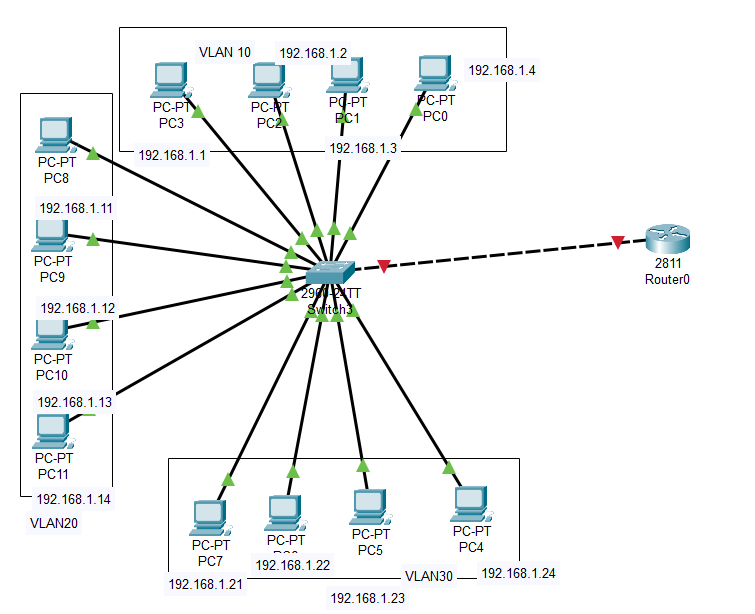 VLAN 10
192.168.1.2
192.168.1.4
PC-PT
PC3
PC-PT
PC2
PC-PT
PC1
PC-PT
PC0
192.168.1.1
192.168.1.3
PC-PT
PC8
192.168.1.11
PC-PT
PC9
192.168.1.12
PC-PT
PC10
192.168.1.13
PC-PT
PC11
192.168.1.14
VLAN20
2960-24TT
Switch3
2811
Router0
PC-PT
PC7
PC-PT
PC-PT
PC5
PC-PT
PC4
192.168.1.21
192.168.1.22
VLAN30
192.168.1.24
192.168.1.23